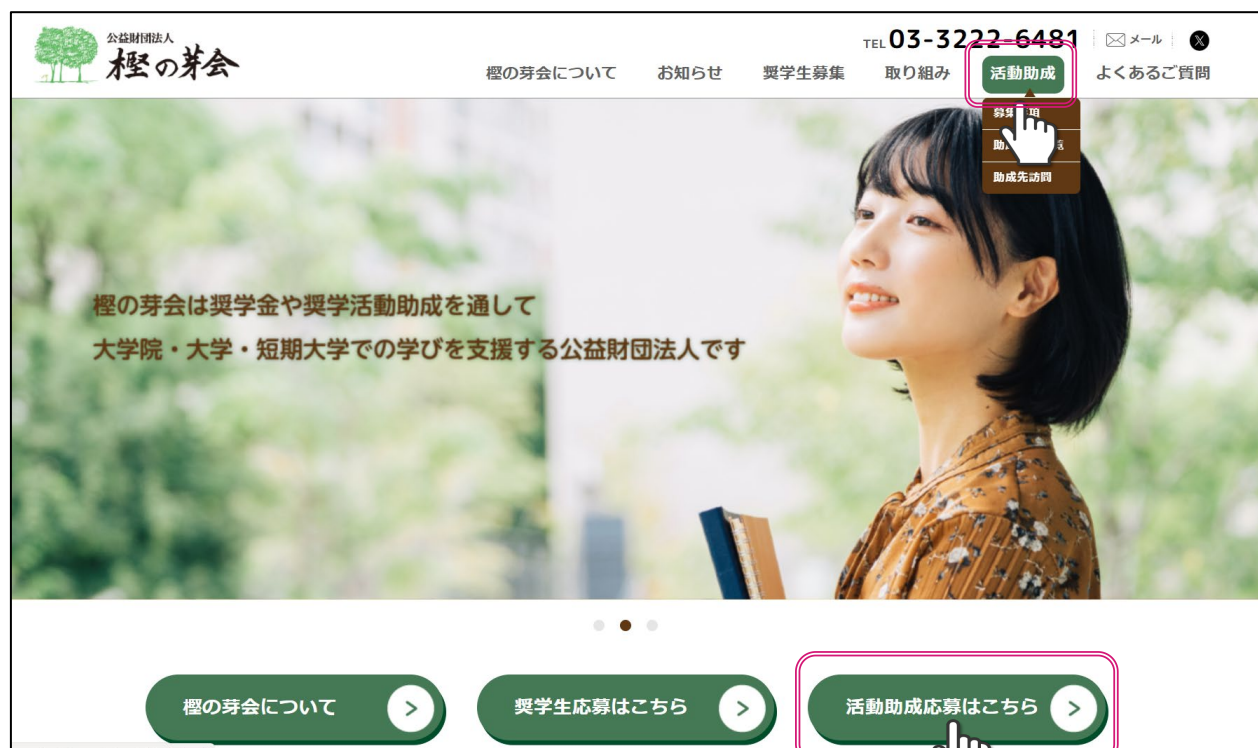 公益財団法人
樫の芽会
TEL 03-3222-6481
メール
X
樫の芽会について
お知らせ
奨学生募集
取り組み
活動助成
よくあるご質問
助成先訪問
樫の芽会は奨学金や奨学活動助成を通して
大学院・大学・短期大学での学びを支援する公益財団法人です
樫の芽会について
奨学生応募はこちら
活動助成応募はこちら